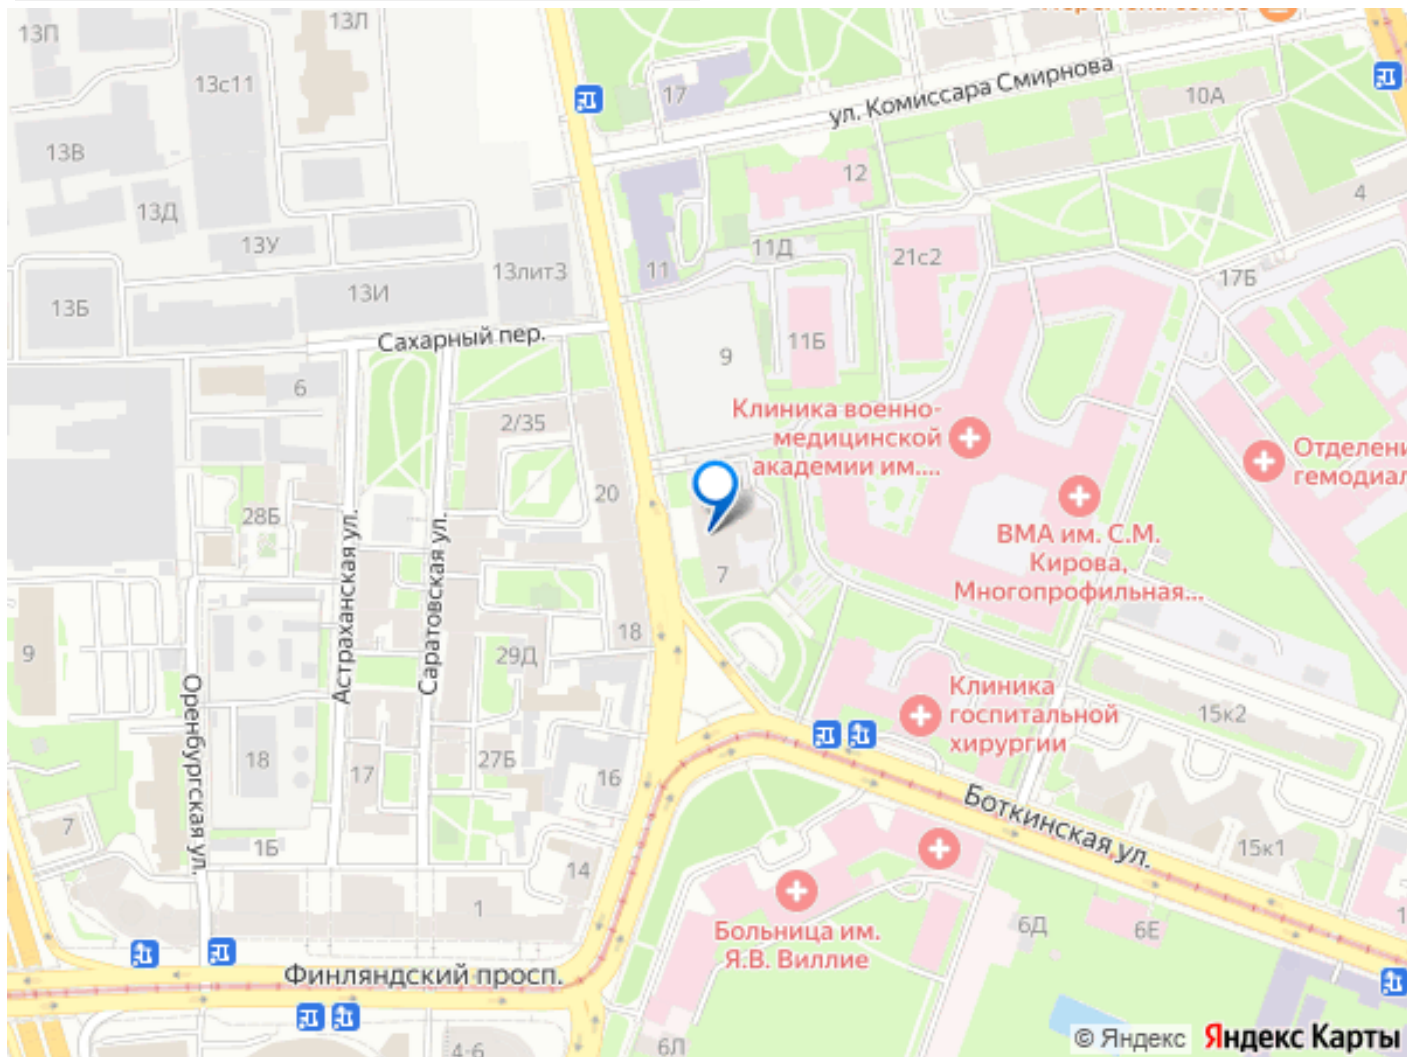 13Л
13П
13с11
17
ул. Комиссара Смирнова
10А
13В
12
4
13Д
13У
11Д
21с2
11
13лит3
17Б
13И
13Б
Сахарный пер.
11Б
9
6
Клиника военно-
медицинской
академии им....
2/35
Отделени
гемодиал
20
28Б
ВМА им. С.М.
Кирова,
Многопрофильная...
Астраханская ул.
Саратовская ул.
7
18
9
29Д
Оренбургская ул.
Клиника
госпитальной
хирургии
15к2
18
27Б
17
16
Боткинская ул.
7
1Б
15к1
14
1
Больница им.
Я.В. Виллие
6Д
6Е
1
Финляндский просп.
4-6
6Л
© Яндекс Яндекс Карты